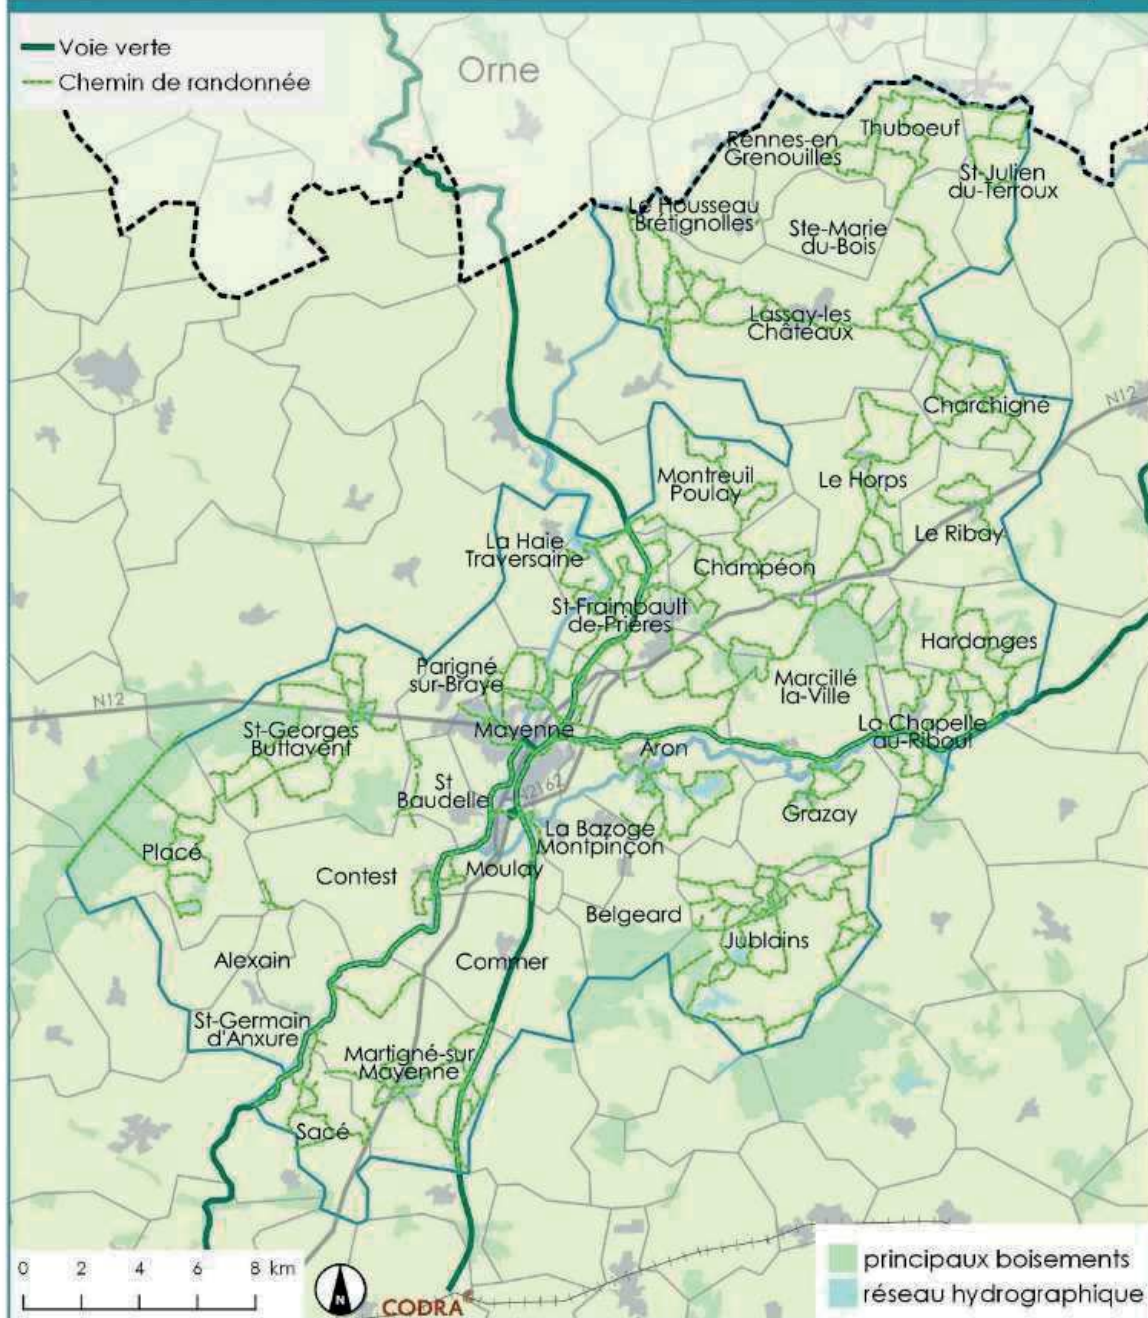 Voie verte
Chemin de randonnée
Orne
Rennes-en
Grenouilles
Thuboeuf
St-Julien
du-Terroux
Le Housseau
Brétignolles
Ste-Marie
du-Bois
Lassay-les
Châteaux
Charchigné
N12
Montreuil
Poulay
Le Horps
Le Ribay
La Haie
Traversaine
Champéon
St-Fraimbault
de-Prières
Hardanges
Parigné
sur-Braye
Marcillé
la-Ville
N12
St-Georges
Buttavent
Mayenne
Aron
La Chapelle
au-Riboul
St
Baudelle
N2162
Grazay
La Bazoge
Montpinçon
Placé
Contest
Moulay
Belgeard
Jublains
Alexain
Commer
St-Germain
d'Anxure
Martigné-sur
Mayenne
Sacé
0 2 4 6 8 km
N
CODRA
principaux boisements
réseau hydrographique